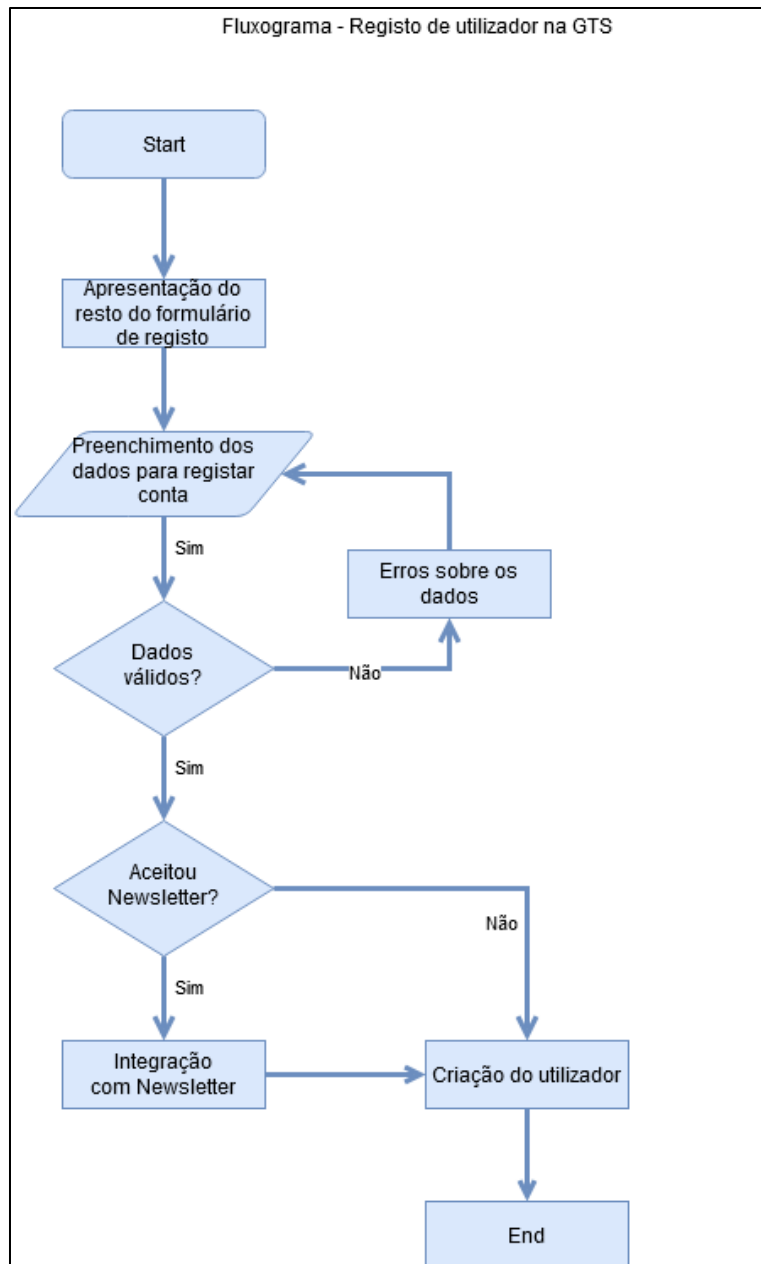 Fluxograma - Registo de utilizador na GTS
Start
Apresentação do
resto do formulário
de registo
Preenchimento dos
dados para registar
conta
Sim
Erros sobre os
dados
Dados
válidos?
Não
Sim
Aceitou
Newsletter?
Não
Sim
Integração
com Newsletter
Criação do utilizador
End